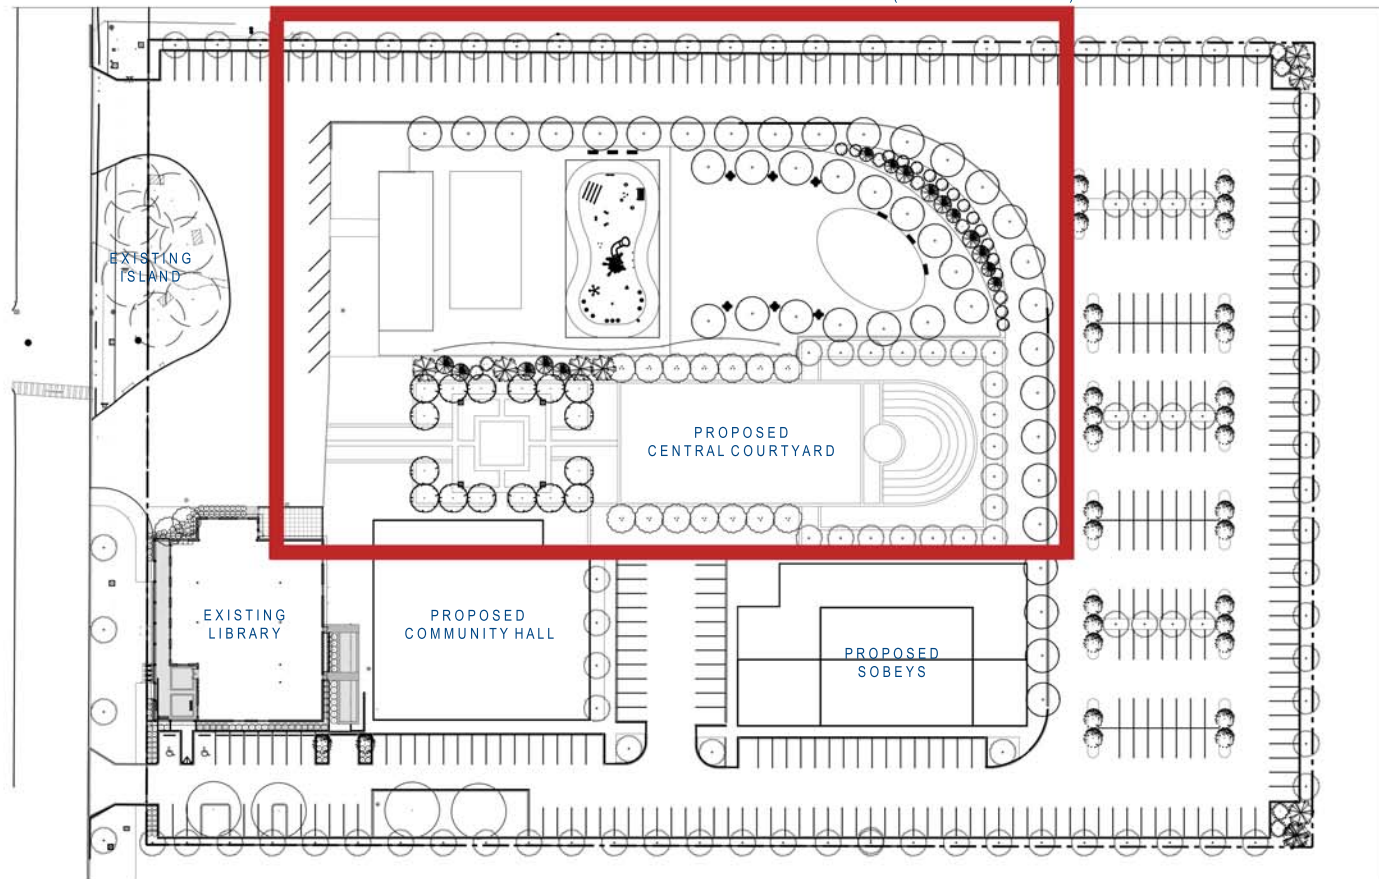 EXISTING
ISLAND
PROPOSED
CENTRAL COURTYARD
EXISTING
LIBRARY
PROPOSED
COMMUNITY HALL
PROPOSED
SOBEYS